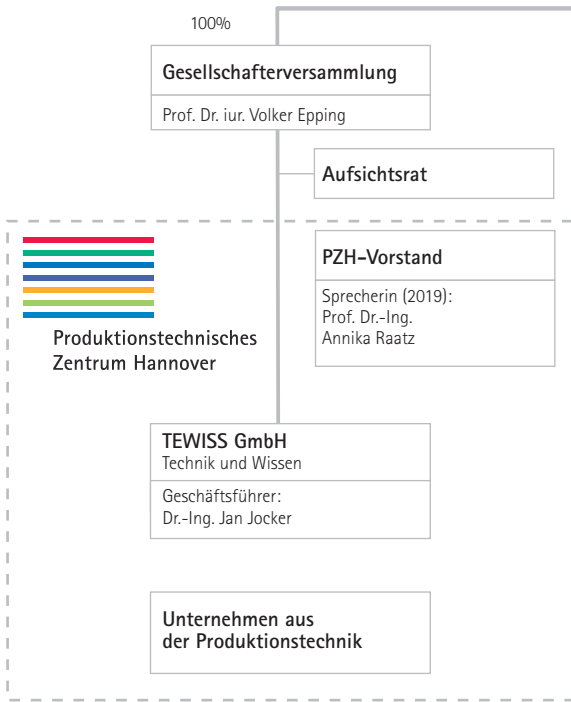 100%
Gesellschafterversammlung
Prof. Dr. iur. Volker Epping
Aufsichtsrat
PZH-Vorstand
Sprecherin (2019):
Prof. Dr.-Ing.
Annika Raatz
Produktionstechnisches
Zentrum Hannover
TEWISS GmbH
Technik und Wissen
Geschäftsführer:
Dr.-Ing. Jan Jocker
Unternehmen aus
der Produktionstechnik